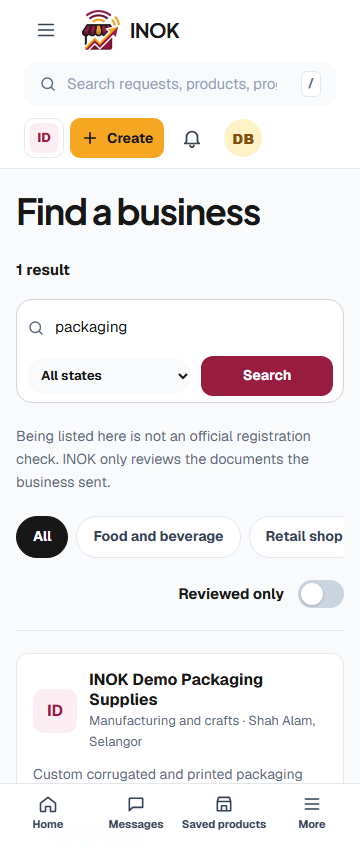 INOK
Search requests, products, pro
/
ID
Create
DB
Find a business
1 result
packaging
All states
Search
Being listed here is not an official registration
check. INOK only reviews the documents the
business sent.
All
Food and beverage
Retail shop
Reviewed only
INOK Demo Packaging
Supplies
ID
Manufacturing and crafts · Shah Alam,
Selangor
Custom corrugated and printed packaging
Home
Messages
Saved products
More